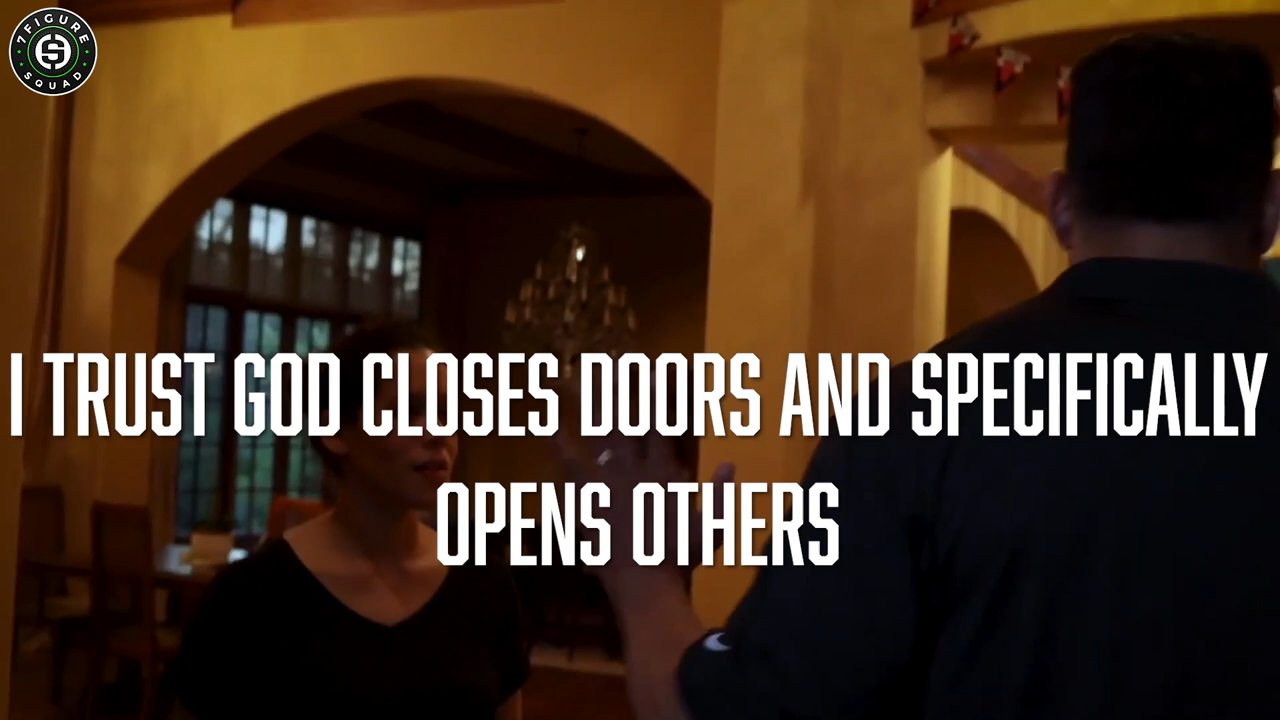 7FIGURE
SQUAD
I TRUST GOD CLOSES DOORS AND SPECIFICALLY
OPENS OTHERS